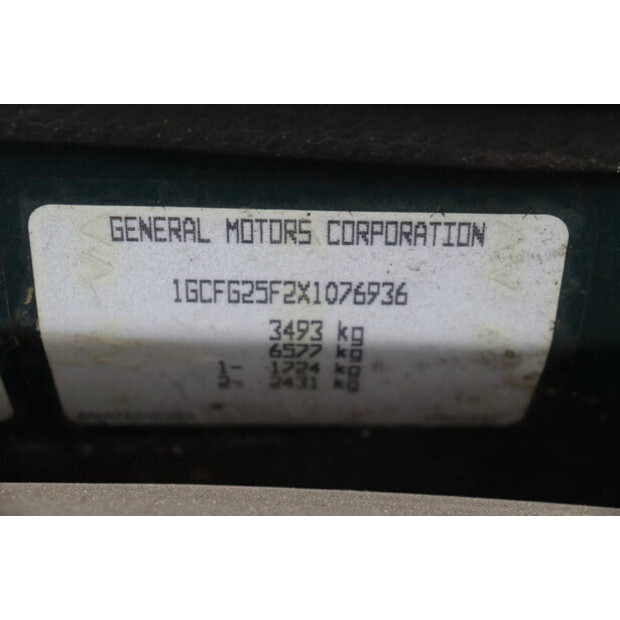 GENERAL MOTORS CORPORATION
1GCFG25F2X1076936
3493 kg
6577 kg
1- 1724 kg
2- 2431 kg